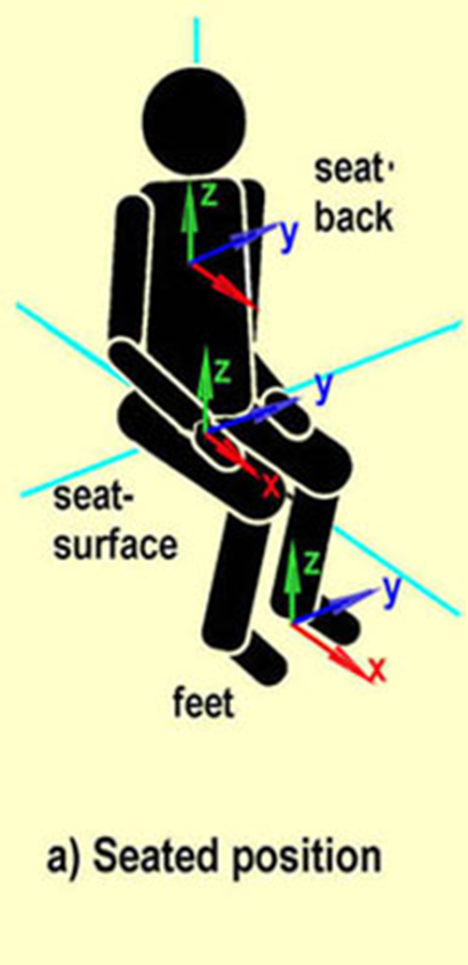 z
seat-
back
y
z
y
x
seat-
surface
z
y
x
feet
a) Seated position